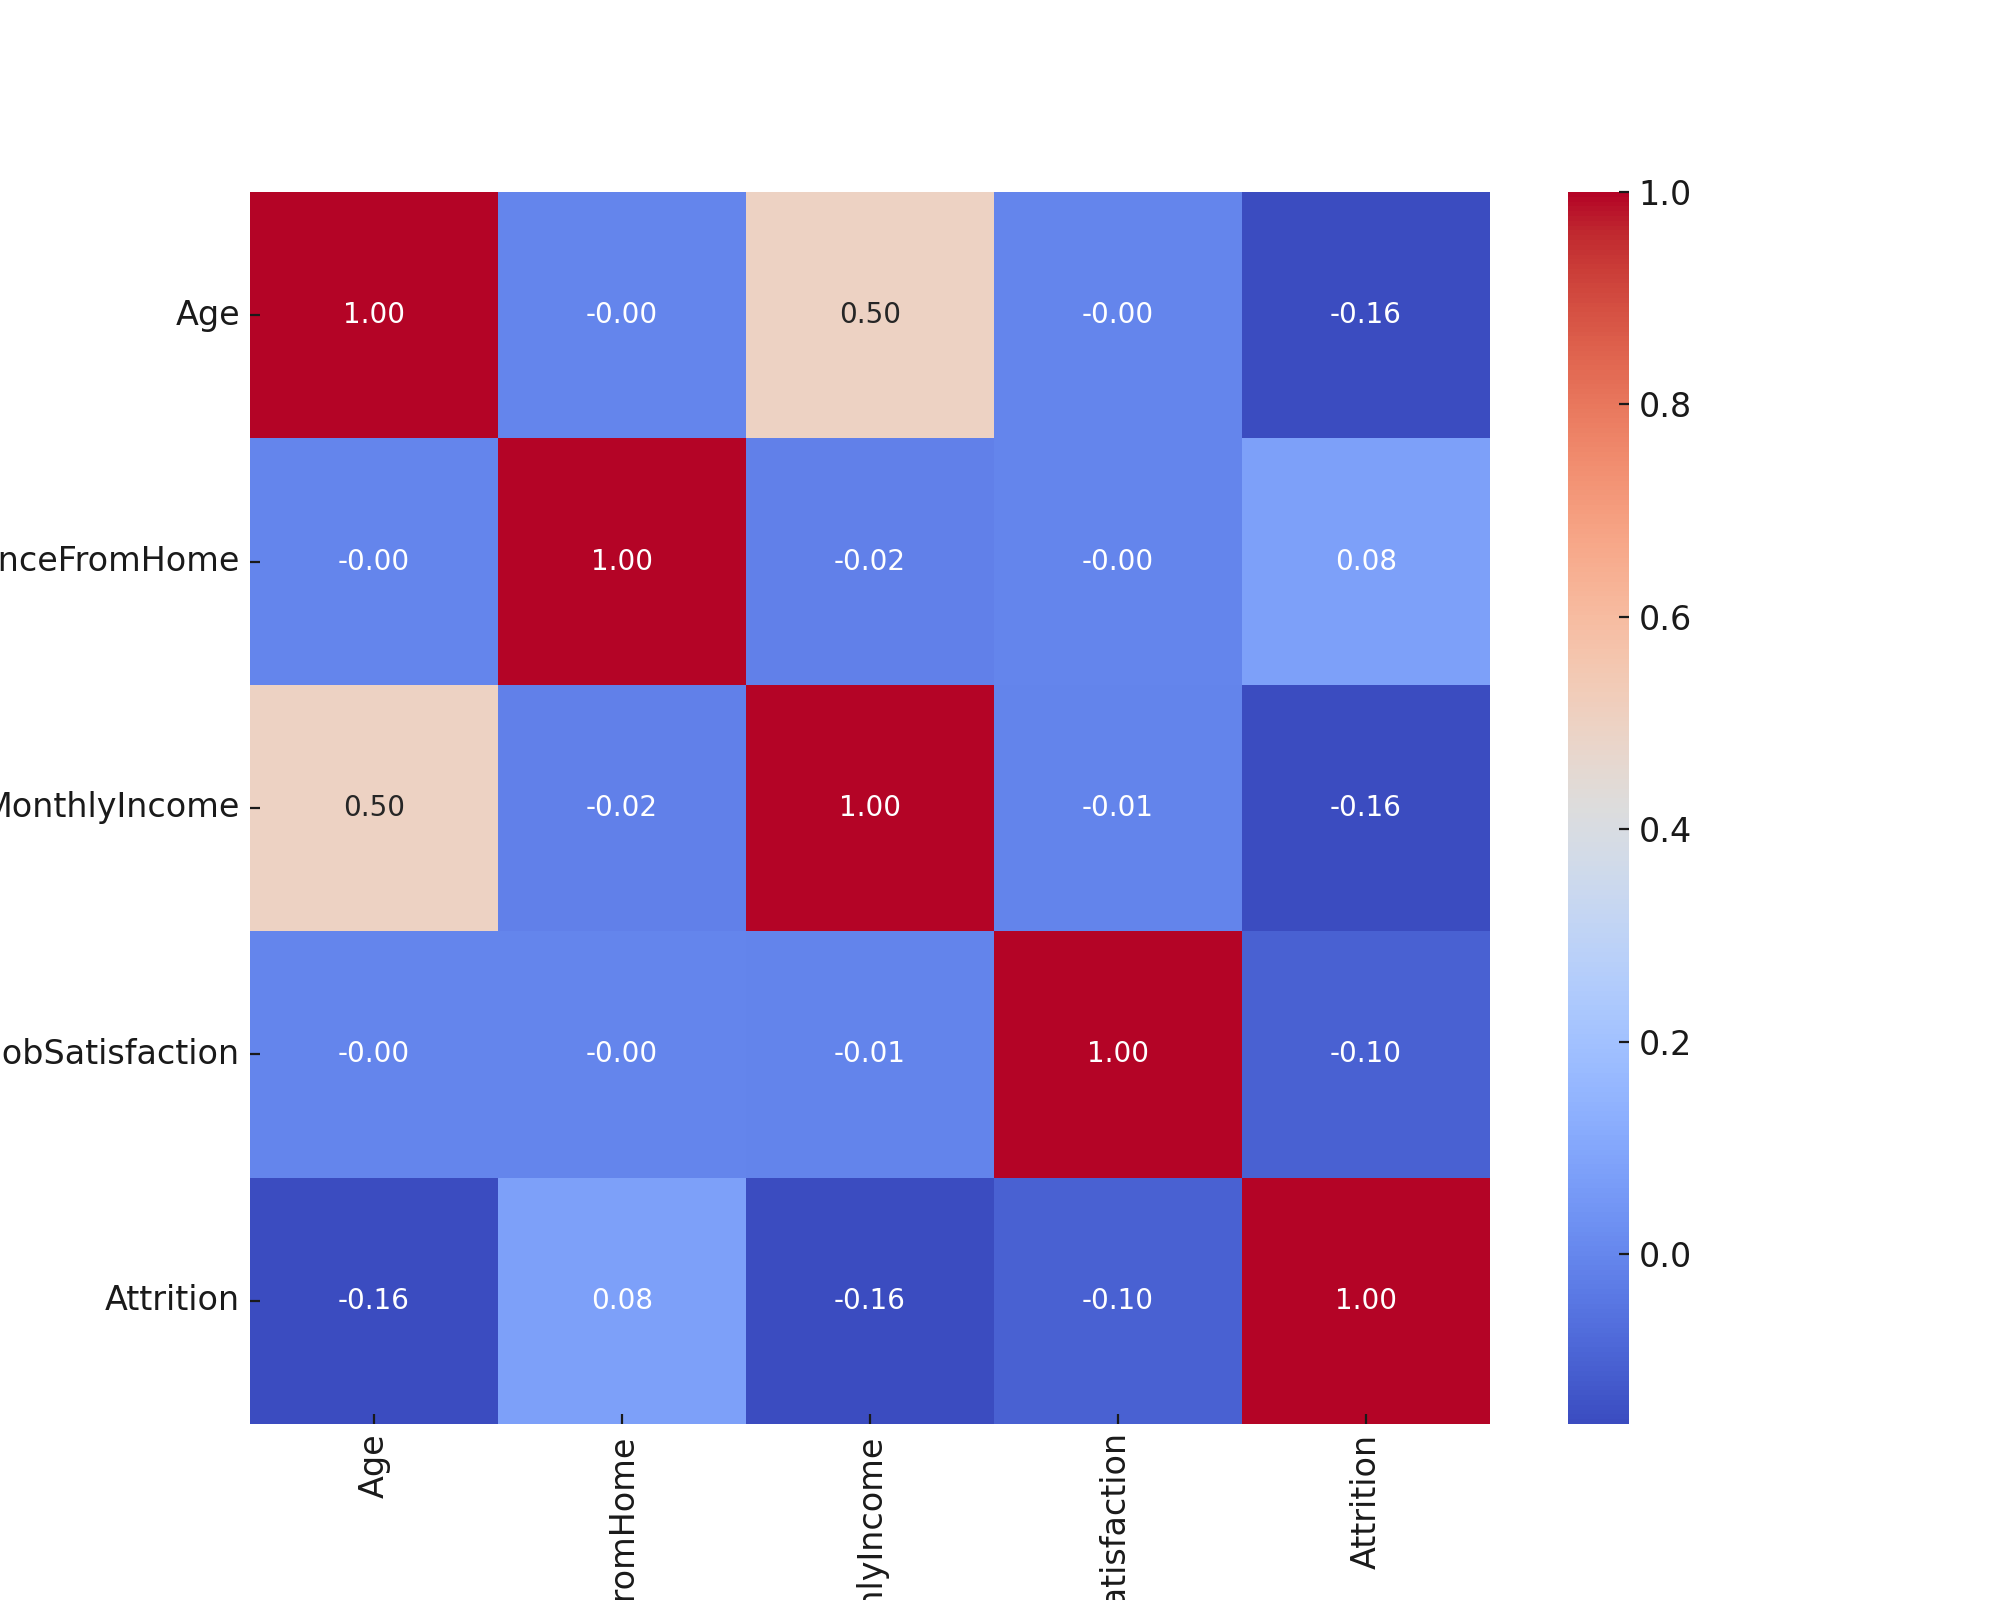 1.0
Age 1.00 -0.00 0.50 -0.00 -0.16
0.8
nceFromHome -0.00 1.00 -0.02 -0.00 0.08
0.6
MonthlyIncome 0.50 -0.02 1.00 -0.01 -0.16
0.4
obSatisfaction -0.00 -0.00 -0.01 1.00 -0.10
0.2
0.0
Attrition -0.16 0.08 -0.16 -0.10 1.00
Age
romHome
hlyIncome
atisfaction
Attrition